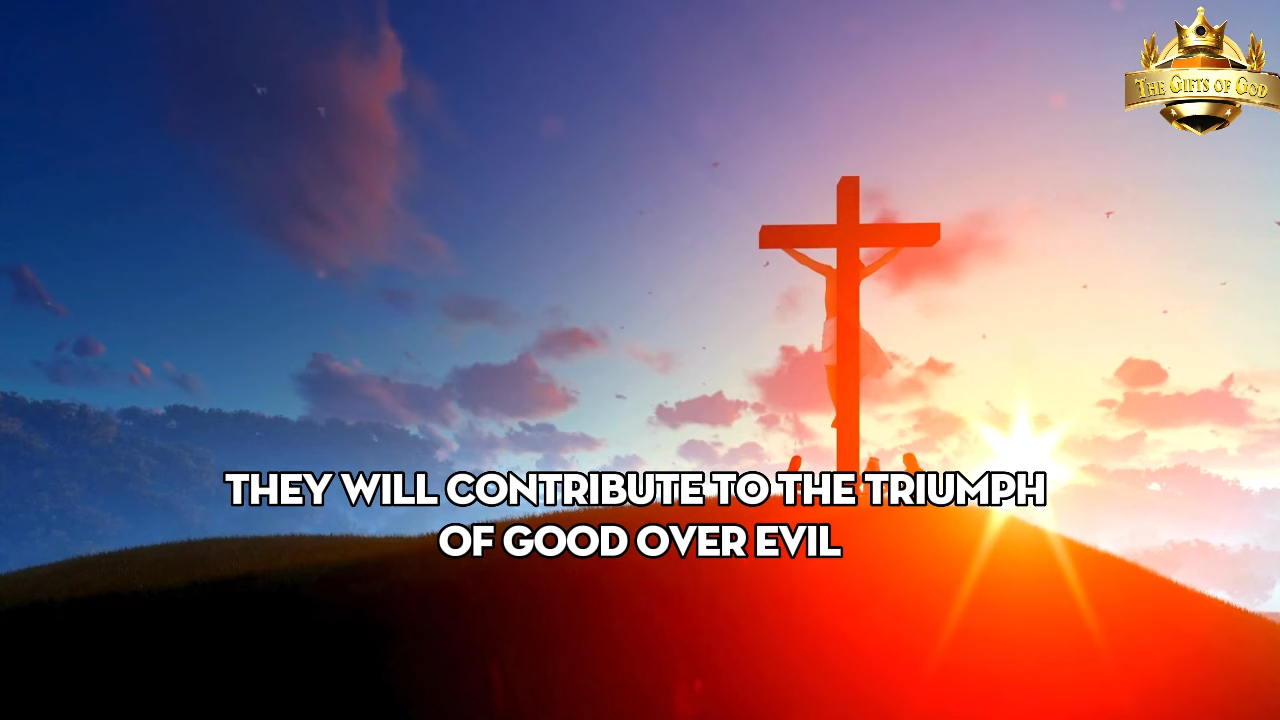 The Gifts of God
THEY WILL CONTRIBUTE TO THE TRIUMPH
OF GOOD OVER EVIL